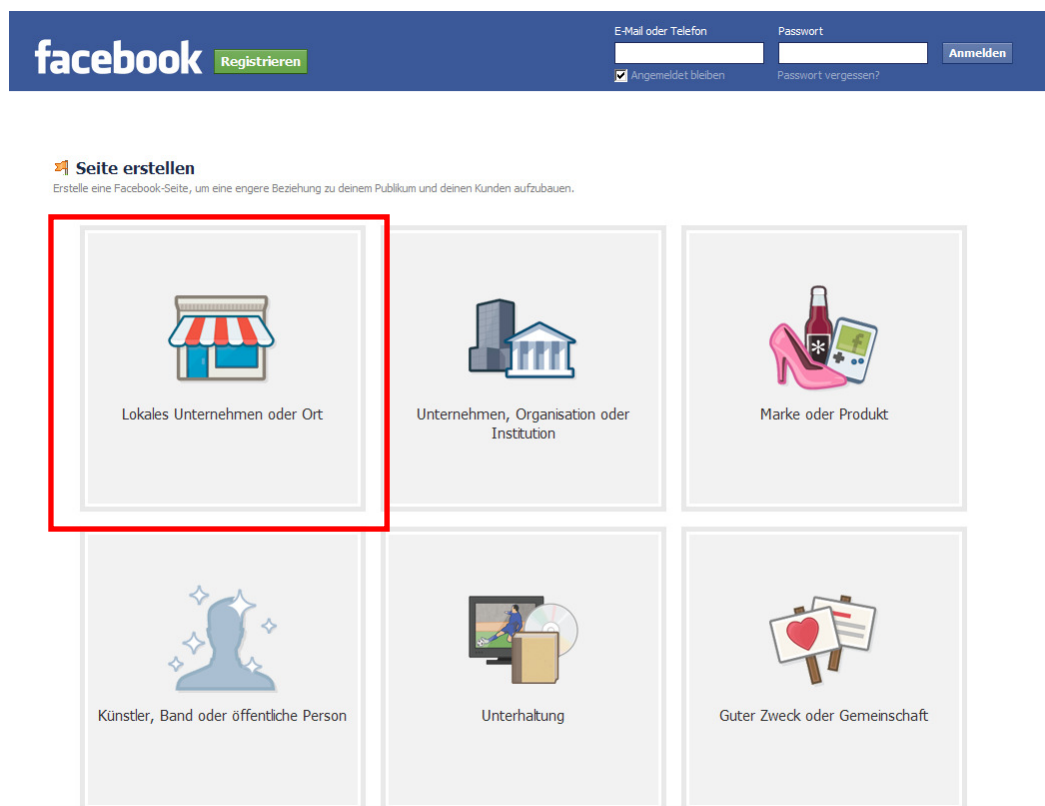 E-Mail oder Telefon
Passwort
facebook
Registrieren
Anmelden
Angemeldet bleiben
Passwort vergessen?
Seite erstellen
Erstelle eine Facebook-Seite, um eine engere Beziehung zu deinem Publikum und deinen Kunden aufzubauen.
Lokales Unternehmen oder Ort
Unternehmen, Organisation oder
Institution
Marke oder Produkt
Künstler, Band oder öffentliche Person
Unterhaltung
Guter Zweck oder Gemeinschaft